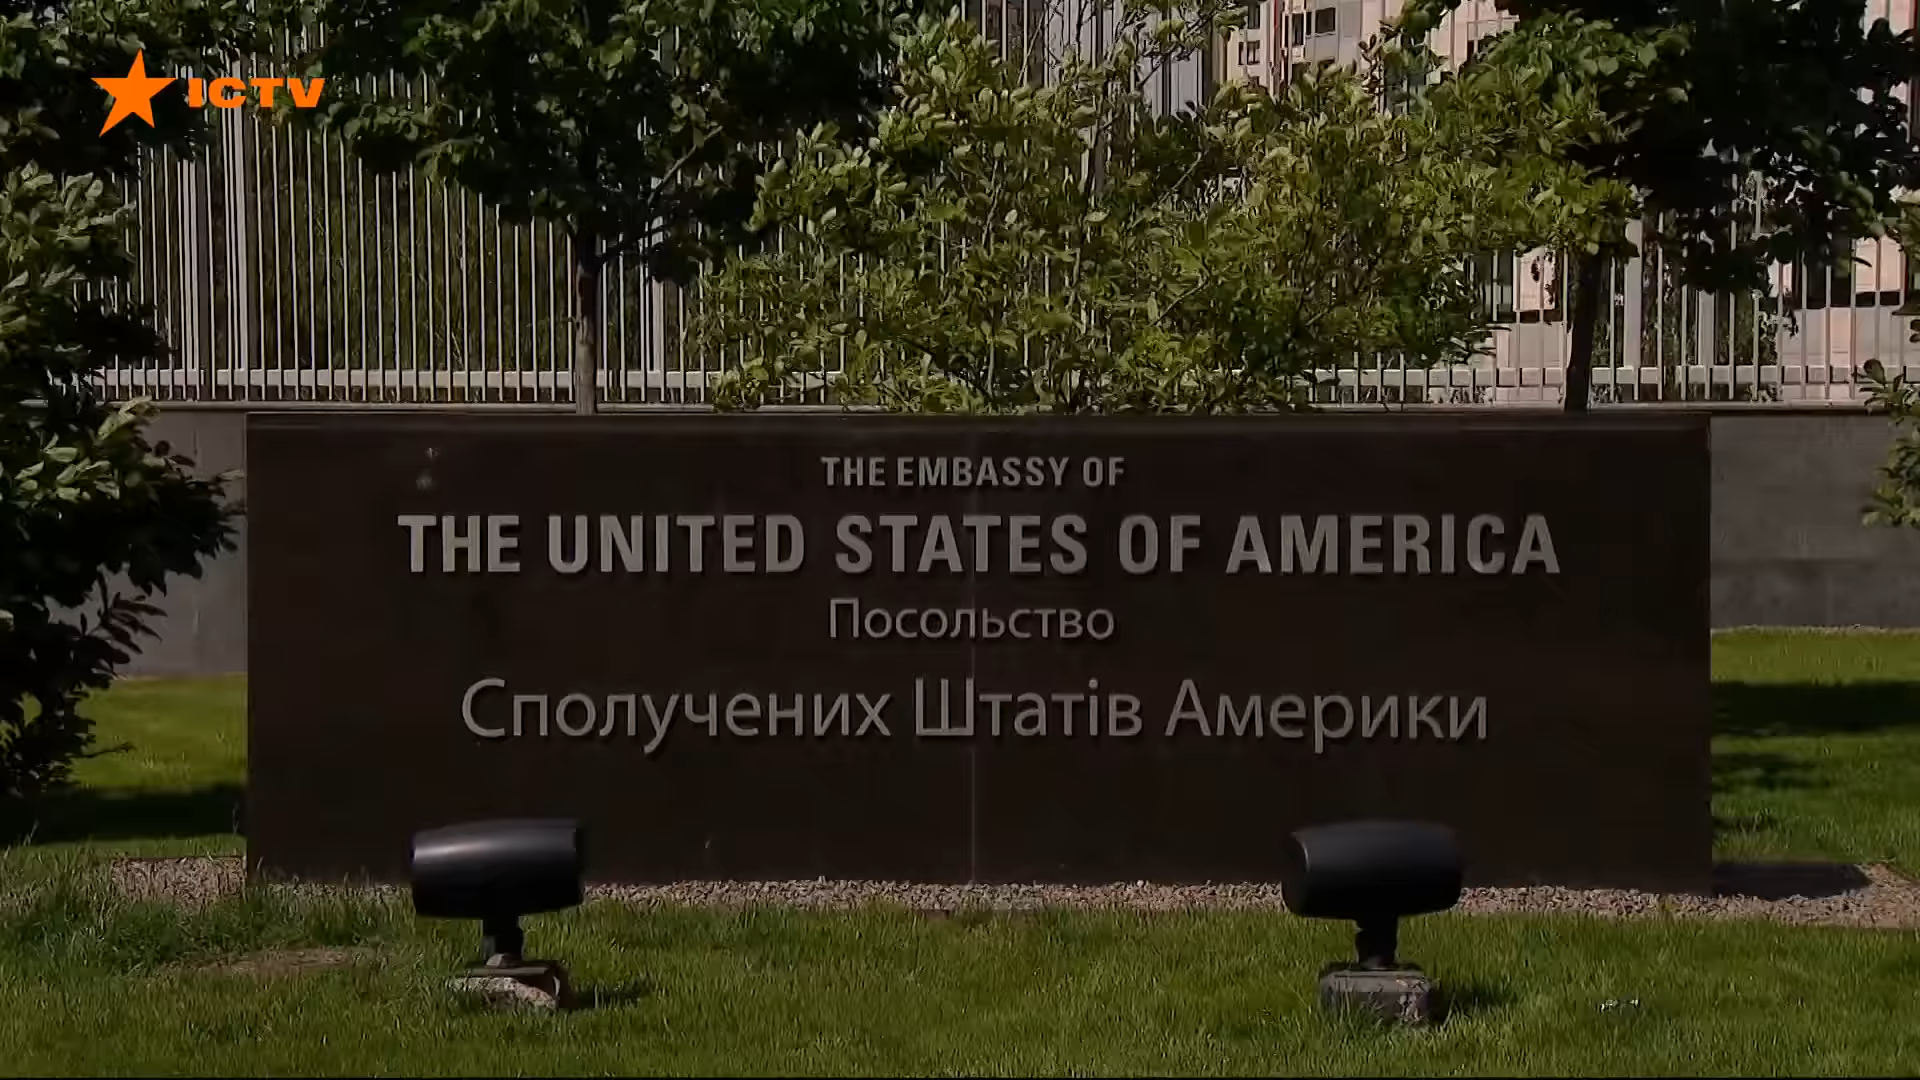 ICTV
THE EMBASSY OF
THE UNITED STATES OF AMERICA
Посольство
Сполучених Штатів Америки